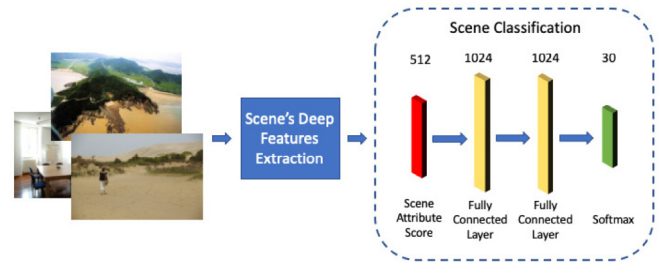 Scene Classification
512
1024
1024
30
Scene's Deep
Features
Extraction
Scene
Attribute
Score
Fully
Connected
Layer
Fully
Connected
Layer
Softmax